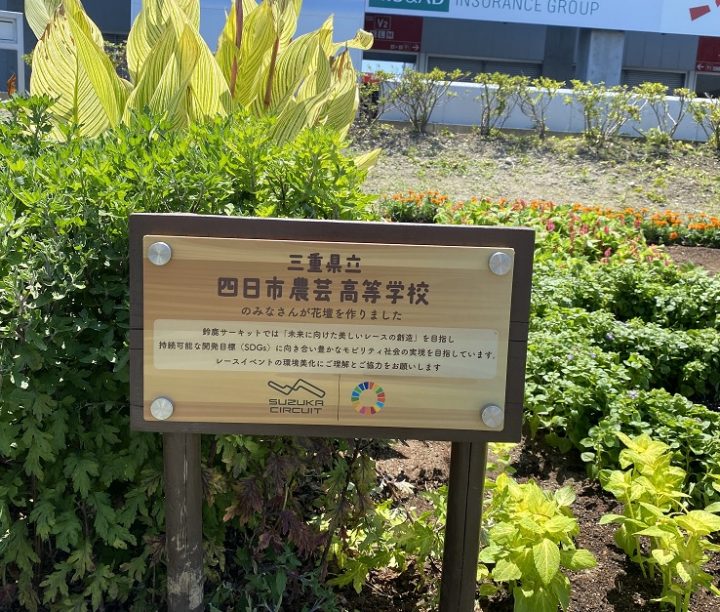 INSURANCE GROUP
V2
三重県立
四日市農芸高等学校
のみなさんが花壇を作りました
鈴鹿サーキットでは「未来に向けた美しいレースの創造」を目指し
持続可能な開発目標（SDGs）に向き合い豊かなモビリティ社会の実現を目指しています。
レースイベントの環境美化にご理解とご協力をお願いします
SUZUKA
CIRCUIT